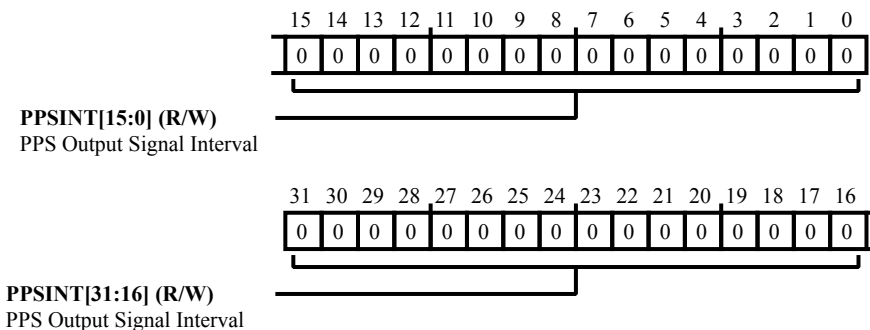 15 14 13 12 11 10 9 8 7 6 5 4 3 2 1 0
0 0 0 0 0 0 0 0 0 0 0 0 0 0 0 0
PPSINT[15:0] (R/W)
PPS Output Signal Interval
31 30 29 28 27 26 25 24 23 22 21 20 19 18 17 16
0 0 0 0 0 0 0 0 0 0 0 0 0 0 0 0
PPSINT[31:16] (R/W)
PPS Output Signal Interval